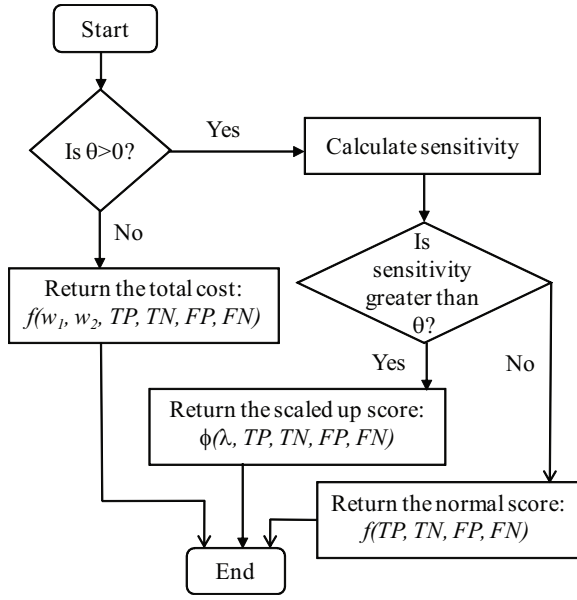 Start
Is θ>0?
Yes
Calculate sensitivity
No
Return the total cost:
f(w₁, w₂, TP, TN, FP, FN)
Is
sensitivity
greater than
θ?
Yes
No
Return the scaled up score:
ϕ(λ, TP, TN, FP, FN)
Return the normal score:
f(TP, TN, FP, FN)
End